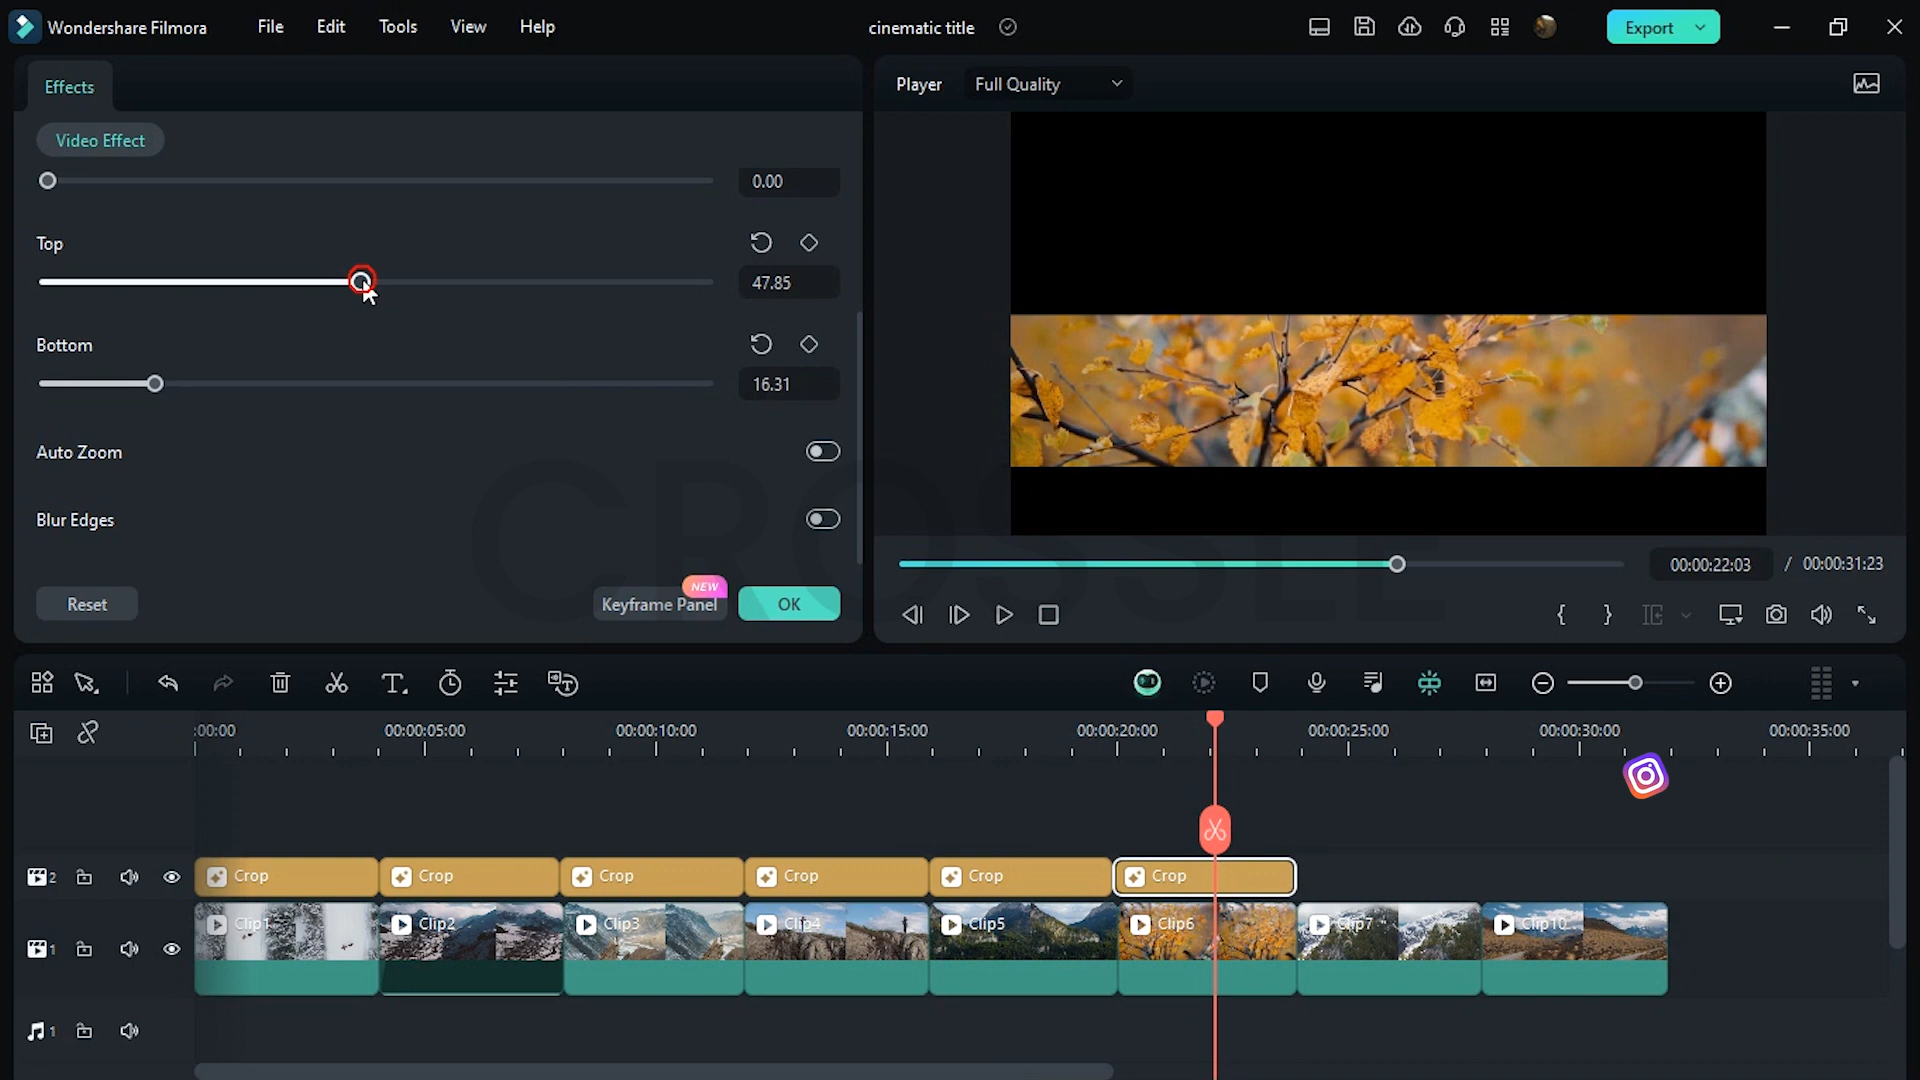 Wondershare Filmora
File
Edit
Tools
View
Help
cinematic title
Export
Effects
Player
Full Quality
Video Effect
0.00
Top
47.85
Bottom
16.31
Auto Zoom
Blur Edges
CROSSLE
NEW
Reset
Keyframe Panel
OK
00:00:22:03 / 00:00:31:23
:00:00
00:00:05:00
00:00:10:00
00:00:15:00
00:00:20:00
00:00:25:00
00:00:30:00
00:00:35:00
2
Crop
Crop
Crop
Crop
Crop
Crop
1
Clip1
Clip2
Clip3
Clip4
Clip5
Clip6
Clip7
Clip10
1